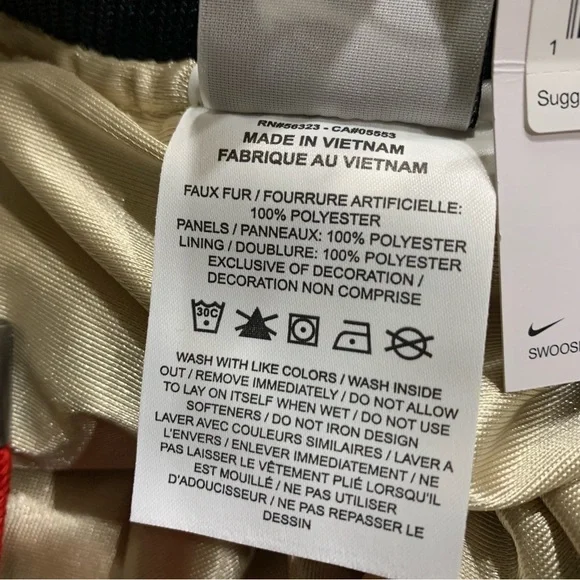 1
Sugg
RN#56323 - CA#05553
MADE IN VIETNAM
FABRIQUE AU VIETNAM
FAUX FUR / FOURRURE ARTIFICIELLE:
100% POLYESTER
PANELS / PANNEAUX: 100% POLYESTER
LINING / DOUBLURE: 100% POLYESTER
EXCLUSIVE OF DECORATION /
DECORATION NON COMPRISE
30C
WASH WITH LIKE COLORS / WASH INSIDE
OUT / REMOVE IMMEDIATELY / DO NOT ALLOW
TO LAY ON ITSELF WHEN WET / DO NOT USE
SOFTENERS / DO NOT IRON DESIGN
LAVER AVEC COULEURS SIMILAIRES / LAVER A
L'ENVERS / ENLEVER IMMEDIATEMENT / NE
PAS LAISSER LE VÊTEMENT PLIÉ LORSQU'IL
EST MOUILLÉ / NE PAS UTILISER
D'ADOUCISSEUR / NE PAS REPASSER LE
DESSIN
SWOOSH